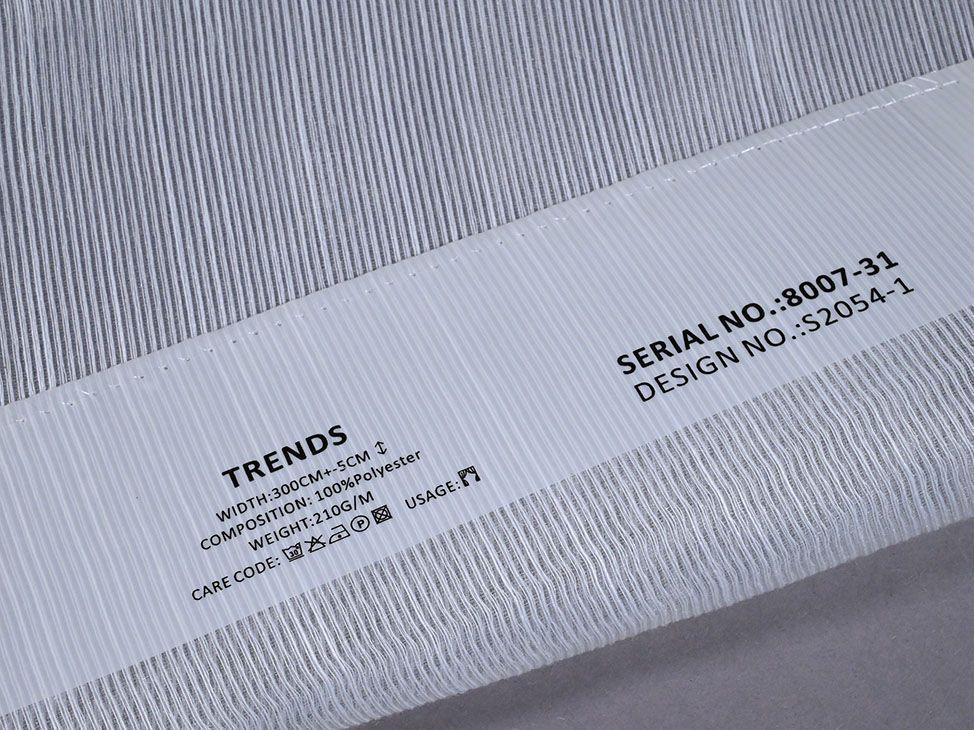 TRENDS
WIDTH:300CM+-5CM
COMPOSITION: 100%Polyester
WEIGHT:210G/M
CARE CODE: 30 P USAGE:
SERIAL NO.:8007-31
DESIGN NO.:S2054-1